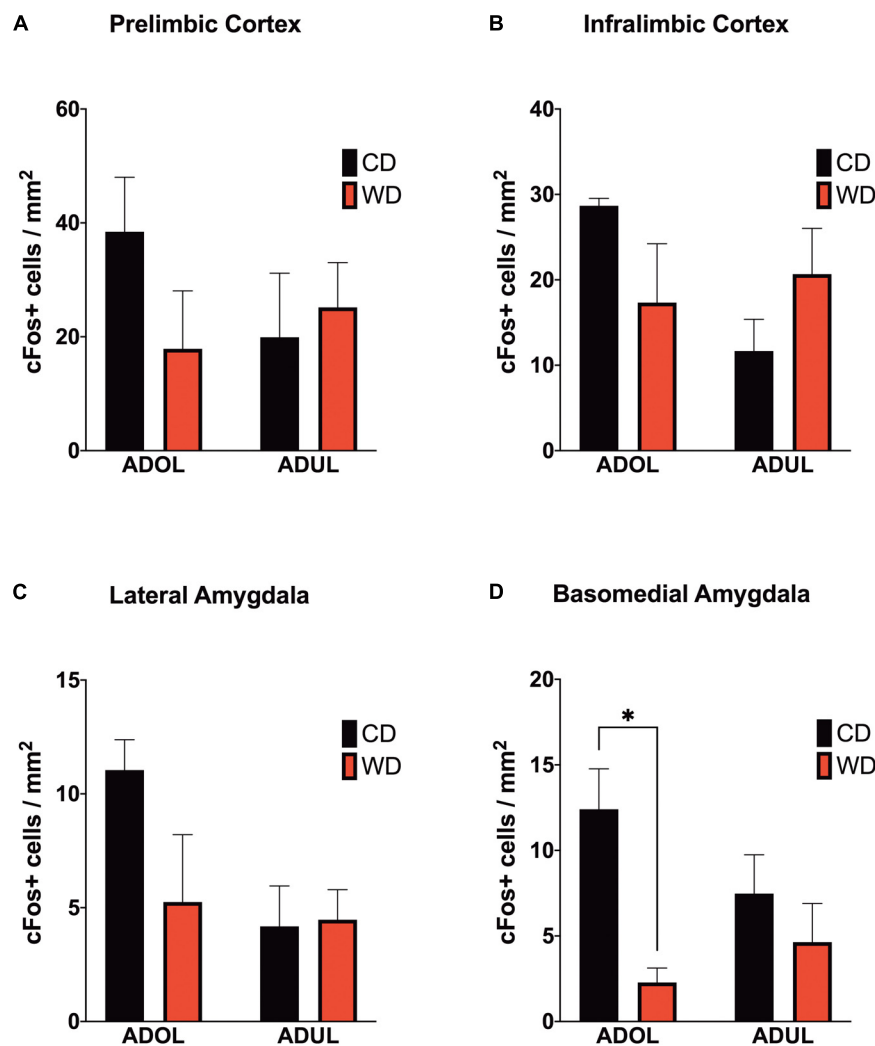 A Prelimbic Cortex
60
40
20
0
cFos+ cells / mm²
CD
WD
ADOL ADUL
B Infralimbic Cortex
40
30
20
10
0
cFos+ cells / mm²
CD
WD
ADOL ADUL
C Lateral Amygdala
15
10
5
0
cFos+ cells / mm²
CD
WD
ADOL ADUL
D Basomedial Amygdala
20
15
10
5
0
cFos+ cells / mm²
*
CD
WD
ADOL ADUL